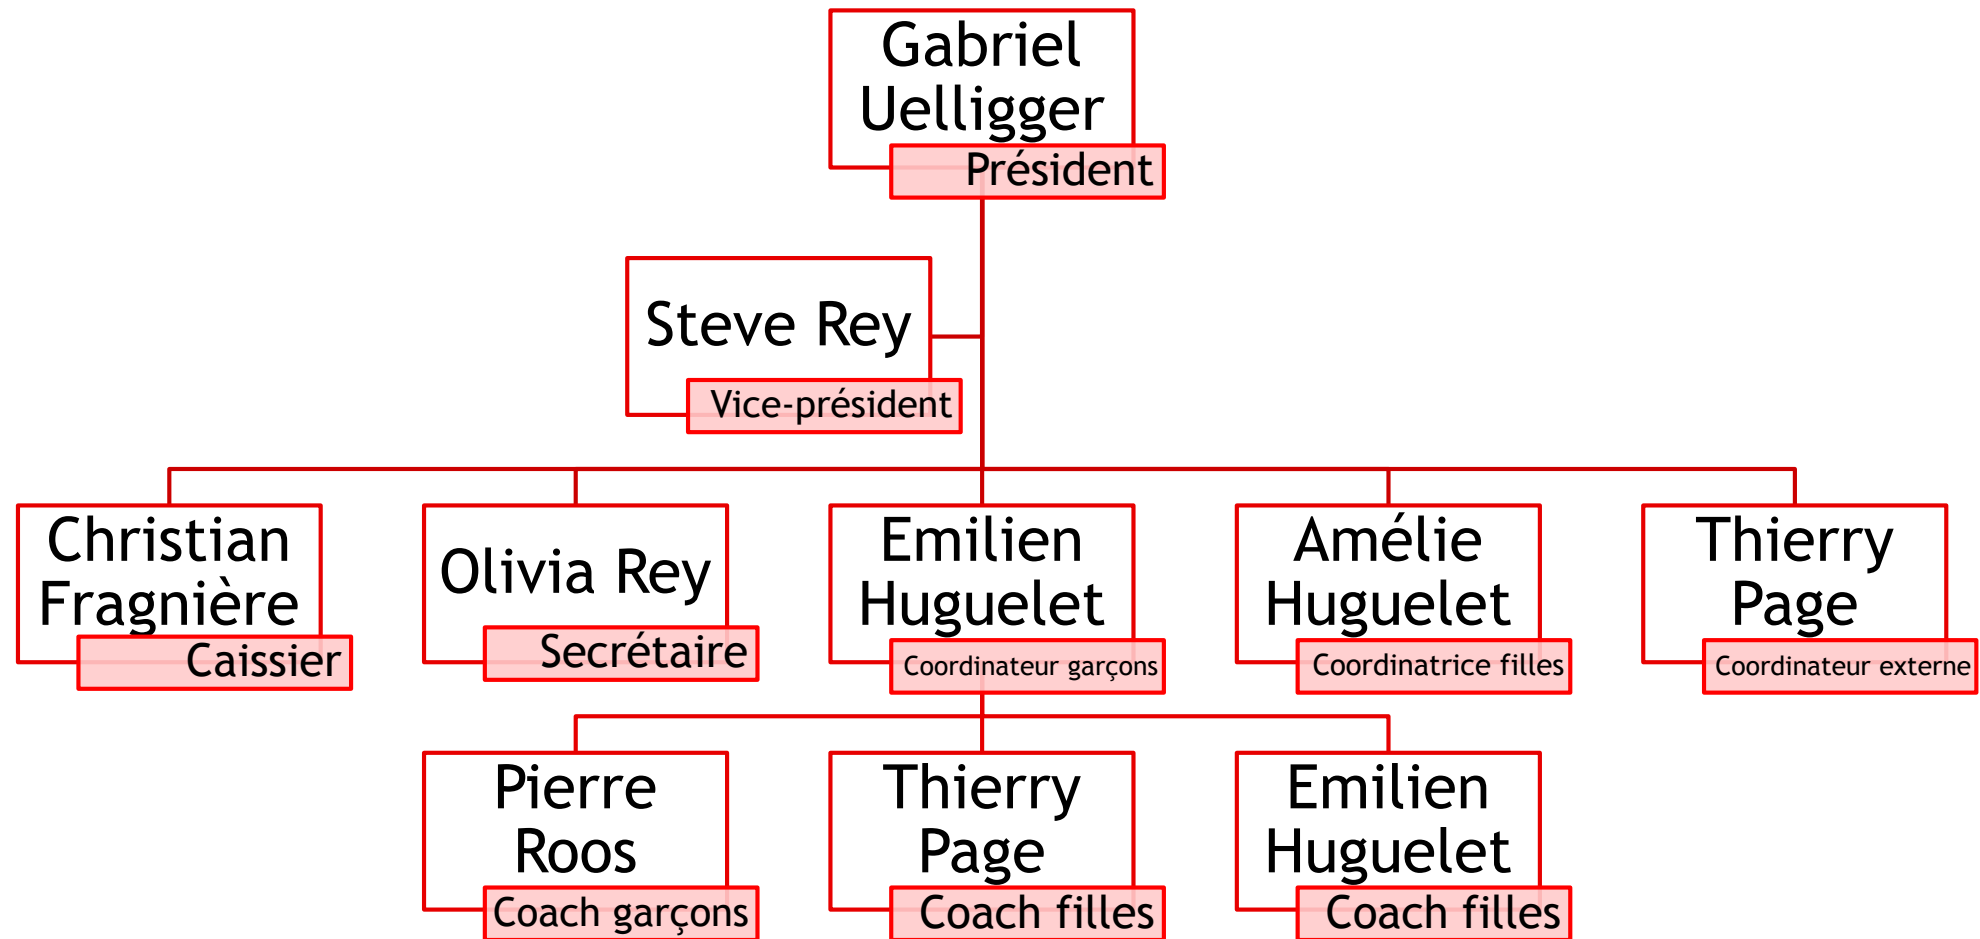 Gabriel
Uelligger
Président
Steve Rey
Vice-président
Christian
Fragnière
Caissier
Olivia Rey
Secrétaire
Emilien
Huguelet
Coordinateur garçons
Amélie
Huguelet
Coordinatrice filles
Thierry
Page
Coordinateur externe
Pierre
Roos
Coach garçons
Thierry
Page
Coach filles
Emilien
Huguelet
Coach filles